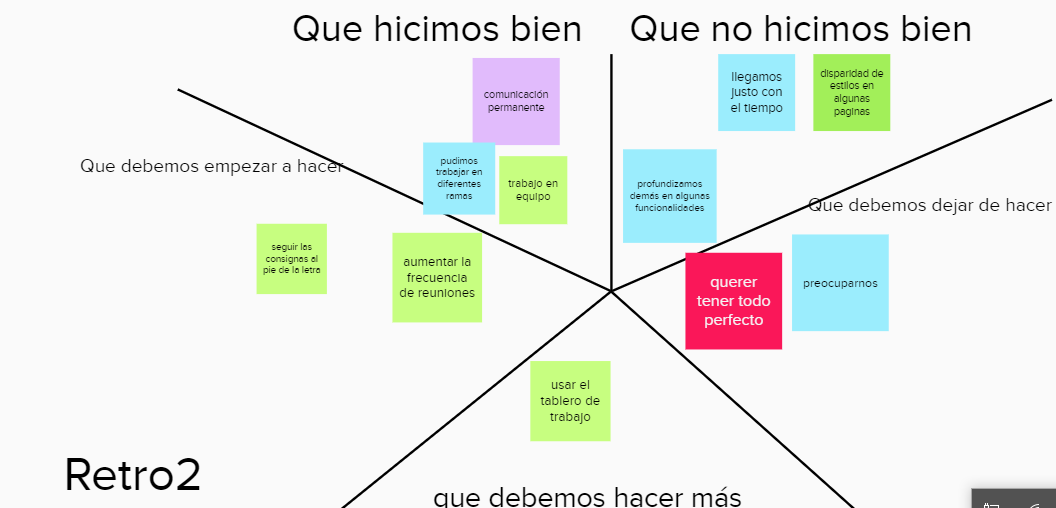 Que hicimos bien
Que no hicimos bien
comunicación
permanente
pudimos
trabajar en
diferentes
ramas
trabajo en
equipo
llegamos
justo con
el tiempo
disparidad de
estilos en
algunas
paginas
profundizamos
demás en algunas
funcionalidades
Que debemos empezar a hacer
seguir las
consignas al
pie de la letra
aumentar la
frecuencia
de reuniones
Que debemos dejar de hacer
querer
tener todo
perfecto
preocuparnos
usar el
tablero de
trabajo
Retro2
que debemos hacer más